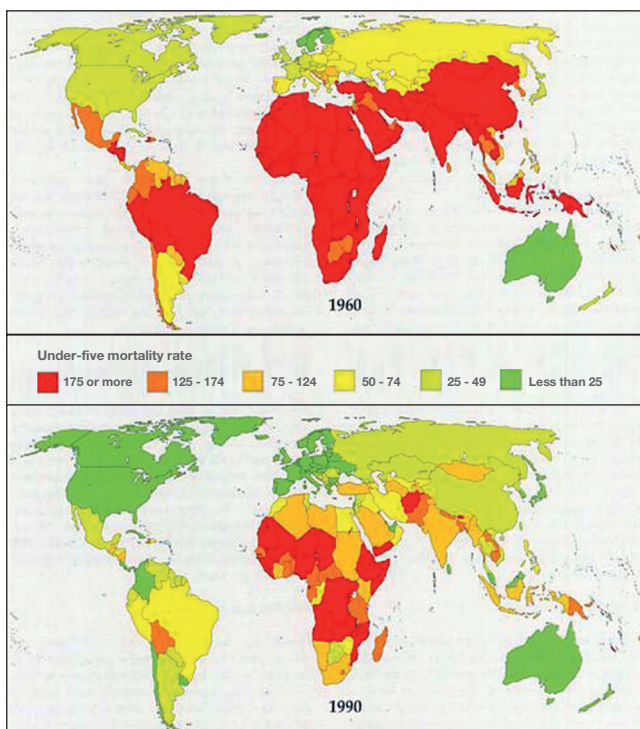 1960
Under-five mortality rate
175 or more 125 - 174 75 - 124 50 - 74 25 - 49 Less than 25
1990